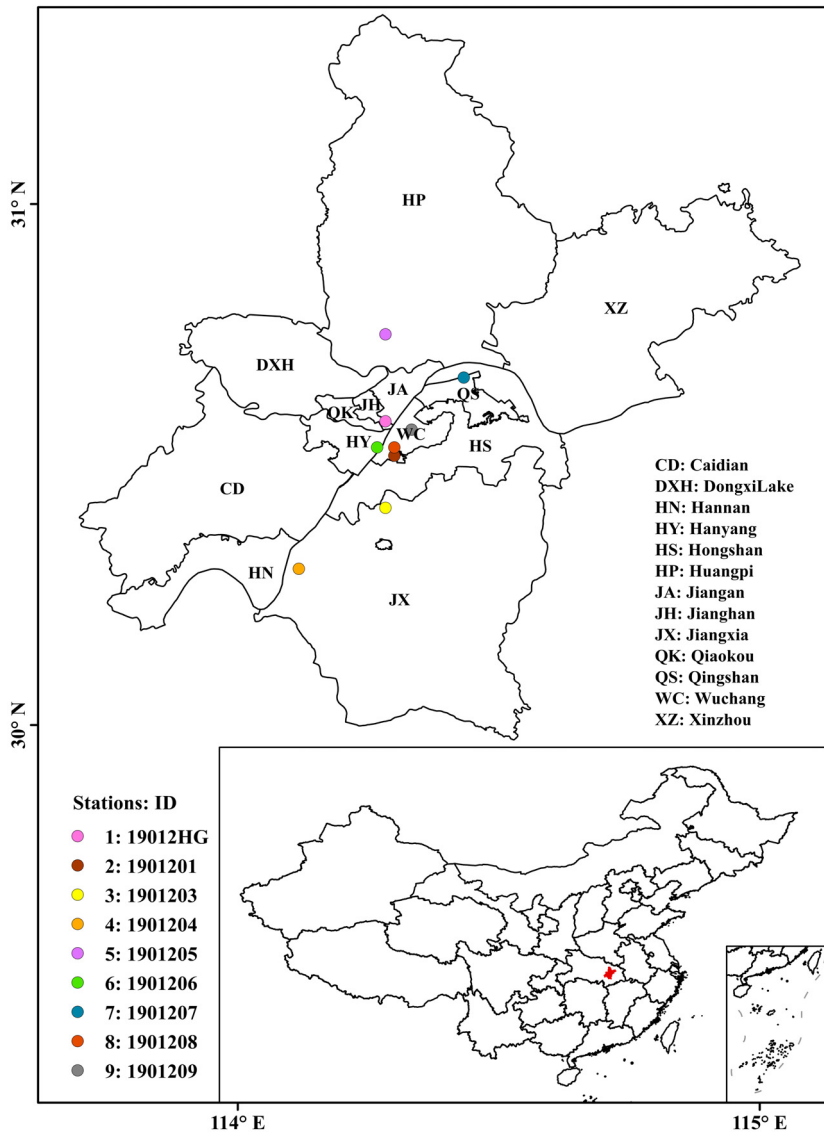 31° N
HP
XZ
DXH
JA
QS
JH
QK
WC
HY
HS
CD
HN
JX
CD: Caidian
DXH: DongxiLake
HN: Hannan
HY: Hanyang
HS: Hongshan
HP: Huangpi
JA: Jiangan
JH: Jianghan
JX: Jiangxia
QK: Qiaokou
QS: Qingshan
WC: Wuchang
XZ: Xinzhou
30° N
Stations: ID
1: 19012HG
2: 1901201
3: 1901203
4: 1901204
5: 1901205
6: 1901206
7: 1901207
8: 1901208
9: 1901209
114° E
115° E